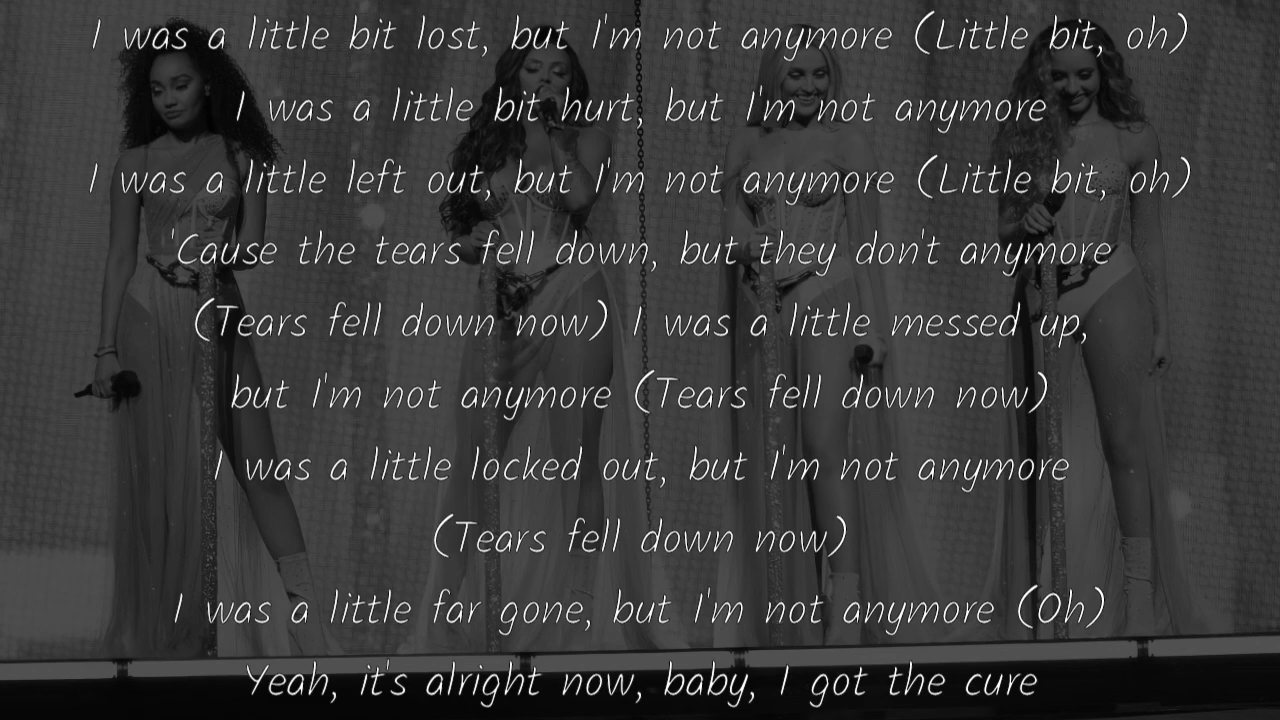 I was a little bit lost, but I'm not anymore (Little bit, oh)
I was a little bit hurt, but I'm not anymore
I was a little left out, but I'm not anymore (Little bit, oh)
'Cause the tears fell down, but they don't anymore
(Tears fell down now) I was a little messed up,
but I'm not anymore (Tears fell down now)
I was a little locked out, but I'm not anymore
(Tears fell down now)
I was a little far gone, but I'm not anymore (Oh)
Yeah, it's alright now, baby, I got the cure